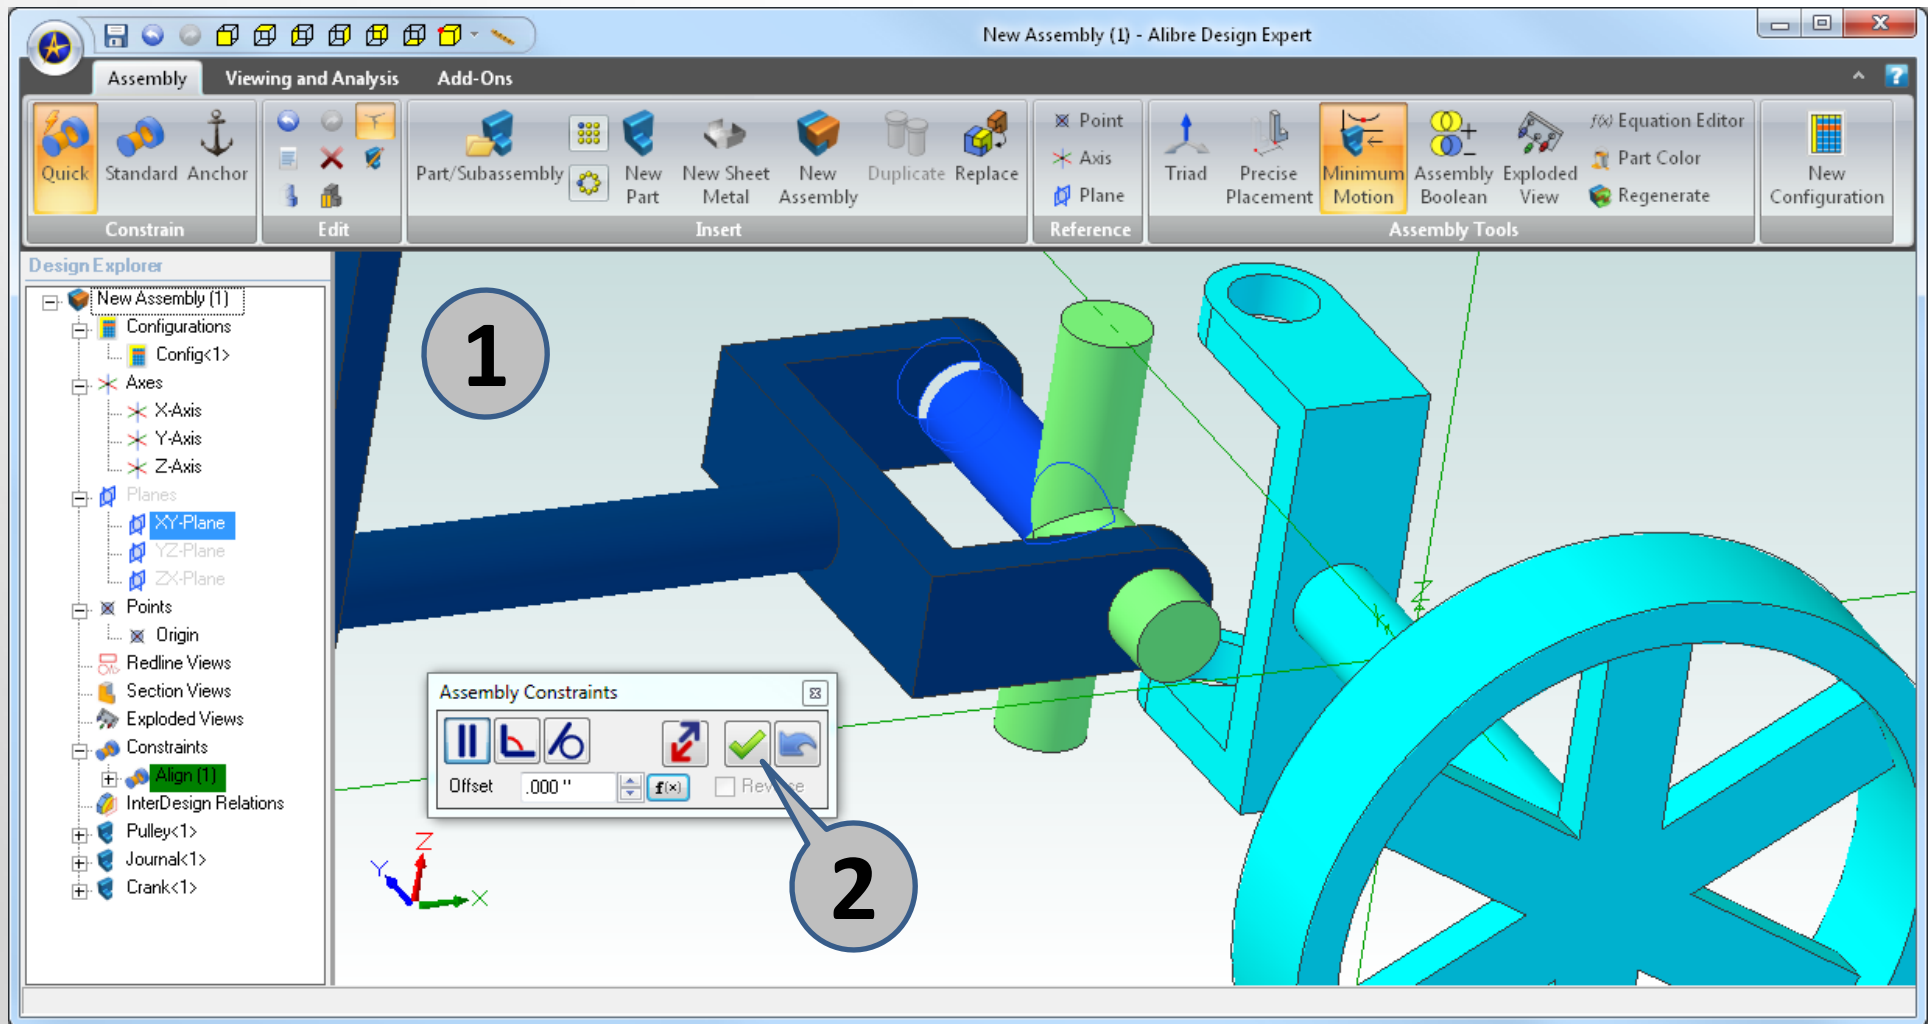 New Assembly (1) - Alibre Design Expert
Assembly Viewing and Analysis Add-Ons
Quick Standard Anchor
Constrain
Edit
Part/Subassembly
New Part
New Sheet Metal
New Assembly
Duplicate
Replace
Insert
Point
Axis
Plane
Reference
Triad
Precise Placement
Minimum Motion
Assembly Boolean
Exploded View
f(x) Equation Editor
Part Color
Regenerate
Assembly Tools
New Configuration
Design Explorer
New Assembly (1)
Configurations
Config<1>
Axes
X-Axis
Y-Axis
Z-Axis
Planes
XY-Plane
YZ-Plane
ZX-Plane
Points
Origin
Redline Views
Section Views
Exploded Views
Constraints
Align (1)
InterDesign Relations
Pulley<1>
Journal<1>
Crank<1>
1
Assembly Constraints
Offset .000 " f(x)
2
Z
Y
X